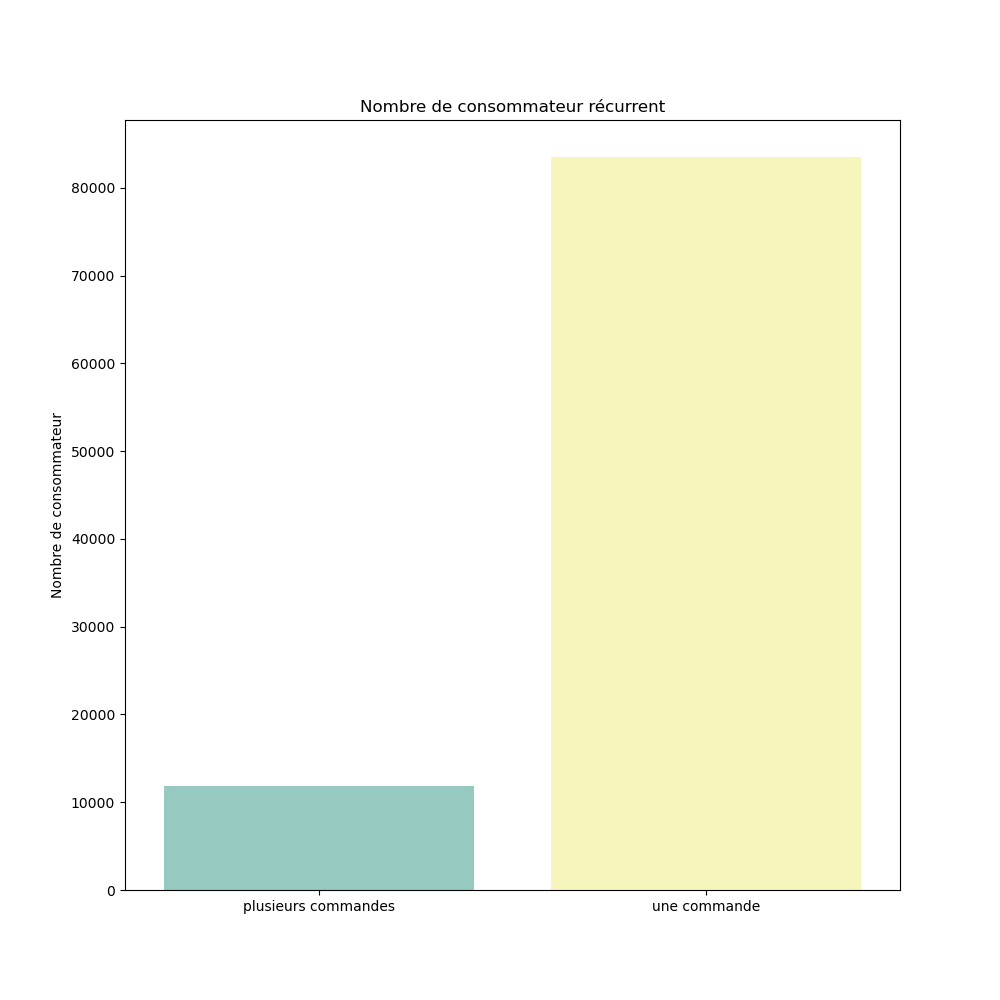 Nombre de consommateur récurrent
Nombre de consommateur
80000
70000
60000
50000
40000
30000
20000
10000
0
plusieurs commandes
une commande